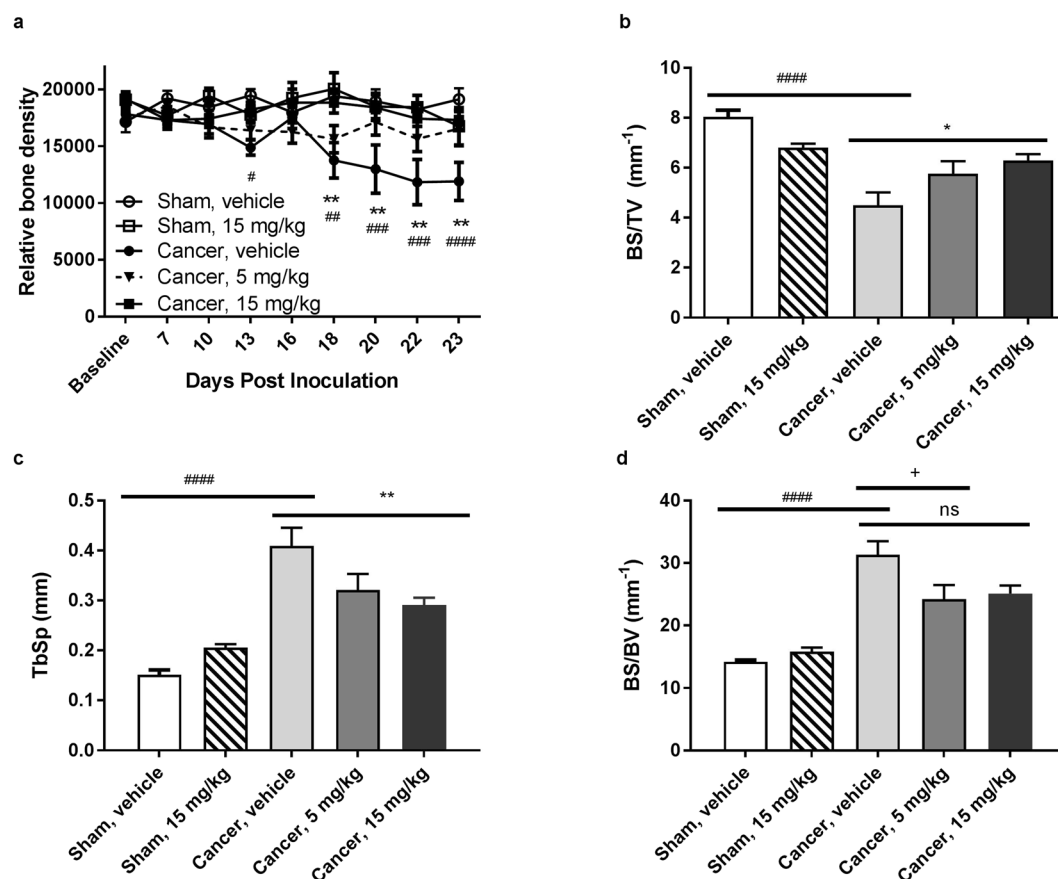 a
Relative bone density
20000
15000
10000
5000
0
Sham, vehicle
Sham, 15 mg/kg
Cancer, vehicle
Cancer, 5 mg/kg
Cancer, 15 mg/kg
#
**
##
**
###
**
###
**
####
Baseline
7
10
13
16
18
20
22
23
Days Post Inoculation
b
BS/TV (mm⁻¹)
10
8
6
4
2
0
####
*
Sham, vehicle
Sham, 15 mg/kg
Cancer, vehicle
Cancer, 5 mg/kg
Cancer, 15 mg/kg
c
TbSp (mm)
0.5
0.4
0.3
0.2
0.1
0.0
####
**
Sham, vehicle
Sham, 15 mg/kg
Cancer, vehicle
Cancer, 5 mg/kg
Cancer, 15 mg/kg
d
BS/BV (mm⁻¹)
40
30
20
10
0
+
####
ns
Sham, vehicle
Sham, 15 mg/kg
Cancer, vehicle
Cancer, 5 mg/kg
Cancer, 15 mg/kg